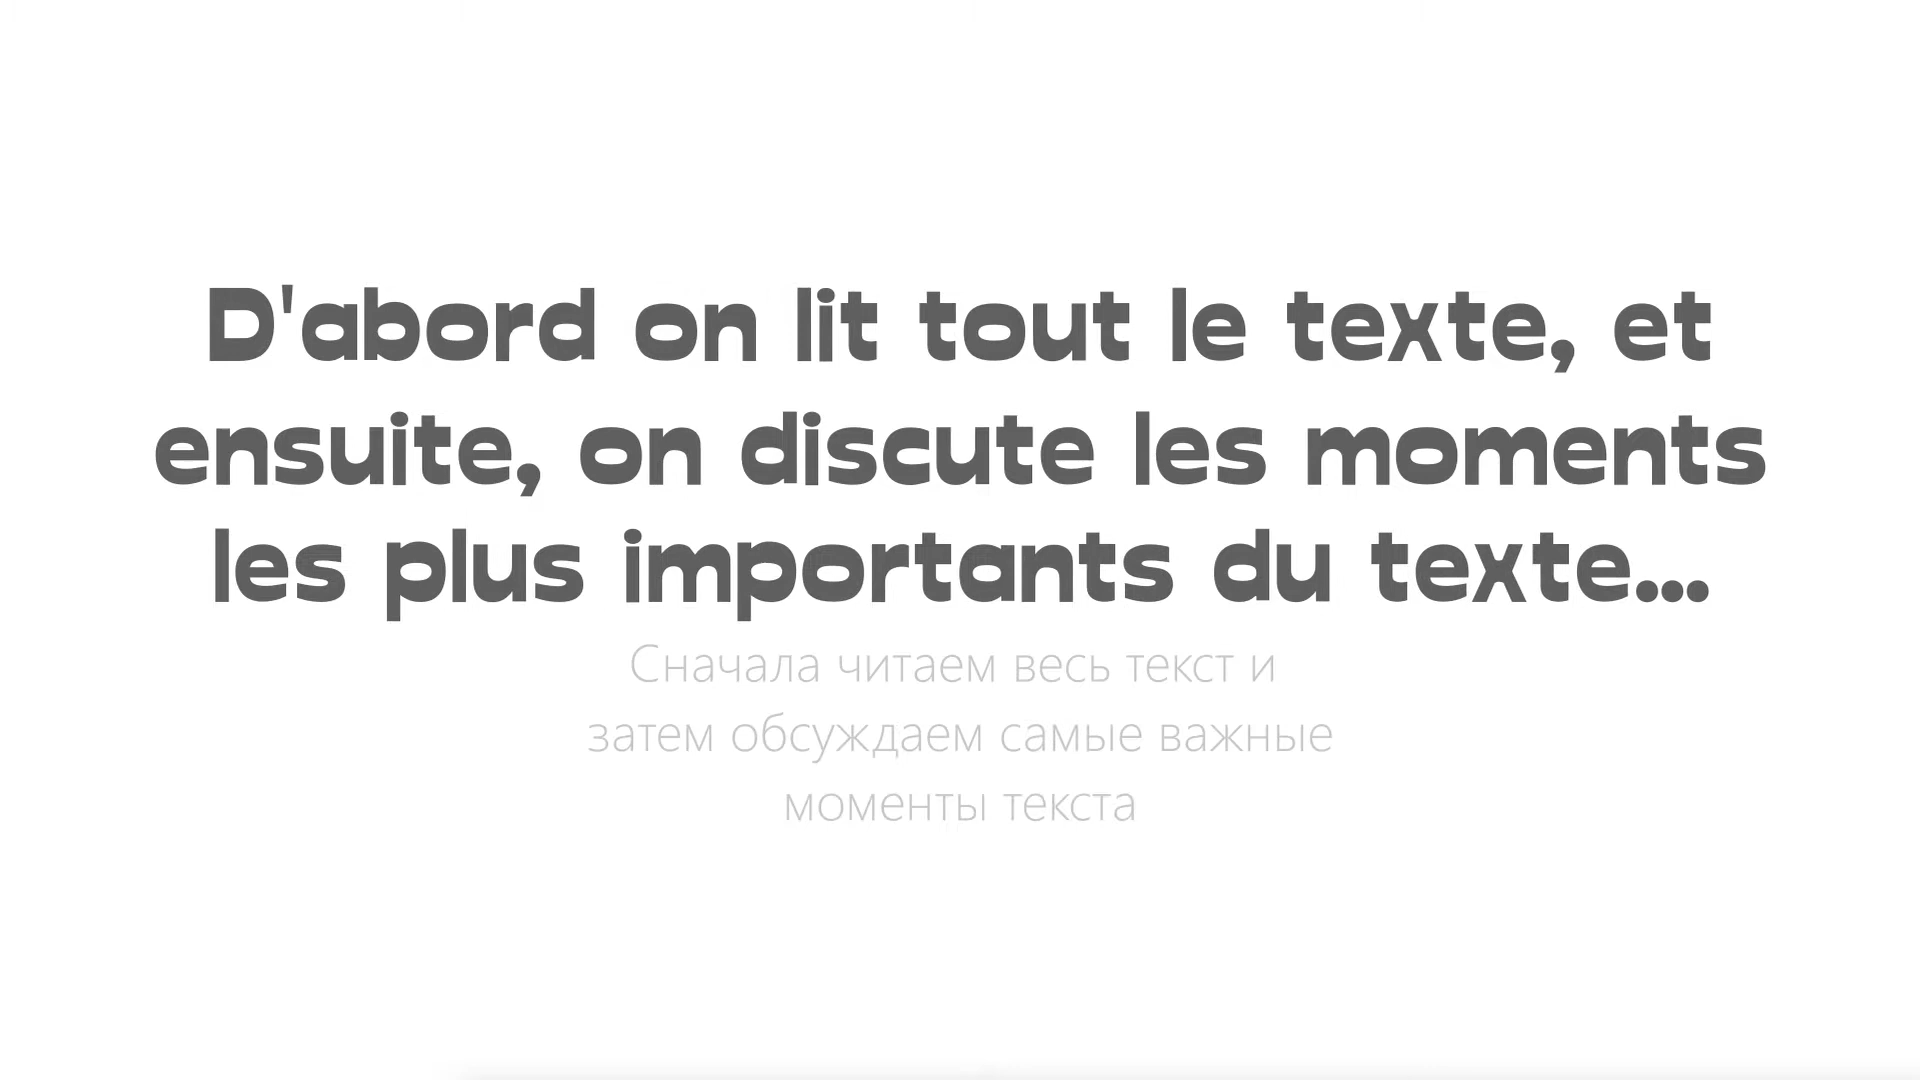 D'abord on lit tout le texte, et
ensuite, on discute les moments
les plus importants du texte...
Сначала читаем весь текст и
затем обсуждаем самые важные
моменты текста